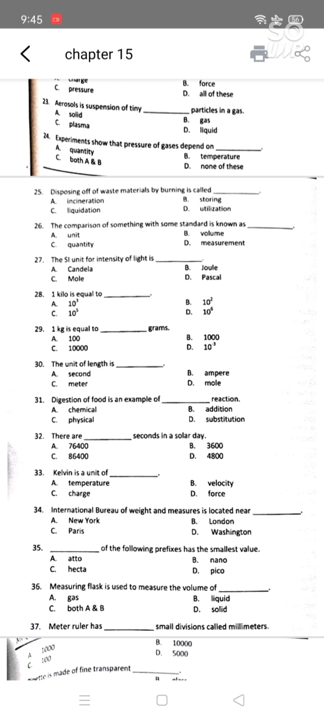 9:45
86
chapter 15
C. pressure
B. force
D. all of these
23. Aerosols is suspension of tiny ________ particles in a gas.
A. solid
B. gas
C. plasma
D. liquid
24. Experiments show that pressure of gases depend on ________
A. quantity
B. temperature
C. both A & B
D. none of these
25. Disposing off of waste materials by burning is called ________.
A. incineration
B. storing
C. liquidation
D. utilization
26. The comparison of something with some standard is known as ________.
A. unit
B. volume
C. quantity
D. measurement
27. The SI unit for intensity of light is ________.
A. Candela
B. Joule
C. Mole
D. Pascal
28. 1 kilo is equal to ________.
A. 10³
B. 10²
C. 10⁵
D. 10⁶
29. 1 kg is equal to ________ grams.
A. 100
B. 1000
C. 10000
30. The unit of length is ________.
A. second
B. ampere
C. meter
D. mole
31. Digestion of food is an example of ________ reaction.
A. chemical
B. addition
C. physical
D. substitution
32. There are ________ seconds in a solar day.
A. 76400
B. 3600
C. 86400
D. 4800
33. Kelvin is a unit of ________.
A. temperature
B. velocity
C. charge
D. force
34. International Bureau of weight and measures is located near ________.
A. New York
B. London
C. Paris
D. Washington
35. ________ of the following prefixes has the smallest value.
A. atto
B. nano
C. hecta
D. pico
36. Measuring flask is used to measure the volume of ________.
A. gas
B. liquid
C. both A & B
D. solid
37. Meter ruler has ________ small divisions called millimeters.
A 1000
B. 10000
C 100
D. 5000
is made of fine transparent ________.